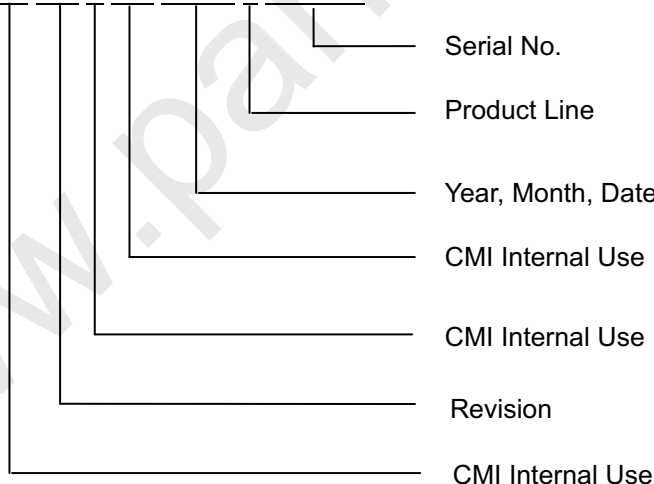 Serial No.
Product Line
Year, Month, Date
CMI Internal Use
CMI Internal Use
Revision
CMI Internal Use